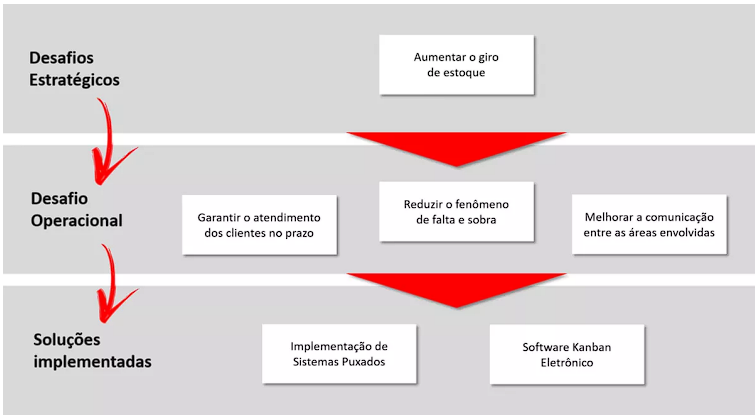 Desafios
Estratégicos
Aumentar o giro
de estoque
Desafio
Operacional
Garantir o atendimento
dos clientes no prazo
Reduzir o fenômeno
de falta e sobra
Melhorar a comunicação
entre as áreas envolvidas
Soluções
implementadas
Implementação de
Sistemas Puxados
Software Kanban
Eletrônico